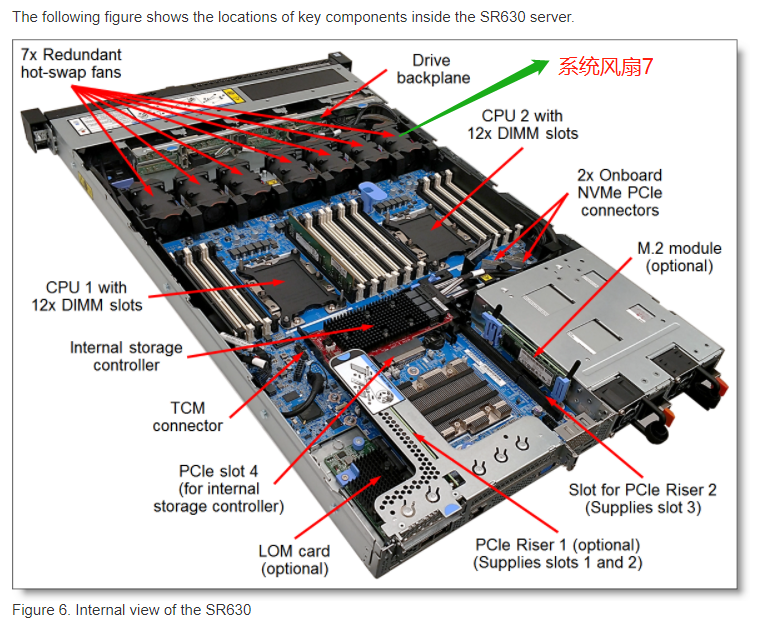 The following figure shows the locations of key components inside the SR630 server.
7x Redundant
hot-swap fans
Drive
backplane
系统风扇7
CPU 2 with
12x DIMM slots
2x Onboard
NVMe PCIe
connectors
M.2 module
(optional)
CPU 1 with
12x DIMM slots
Internal storage
controller
TCM
connector
PCIe slot 4
(for internal
storage controller)
LOM card
(optional)
Slot for PCIe Riser 2
(Supplies slot 3)
PCIe Riser 1 (optional)
(Supplies slots 1 and 2)
Figure 6. Internal view of the SR630